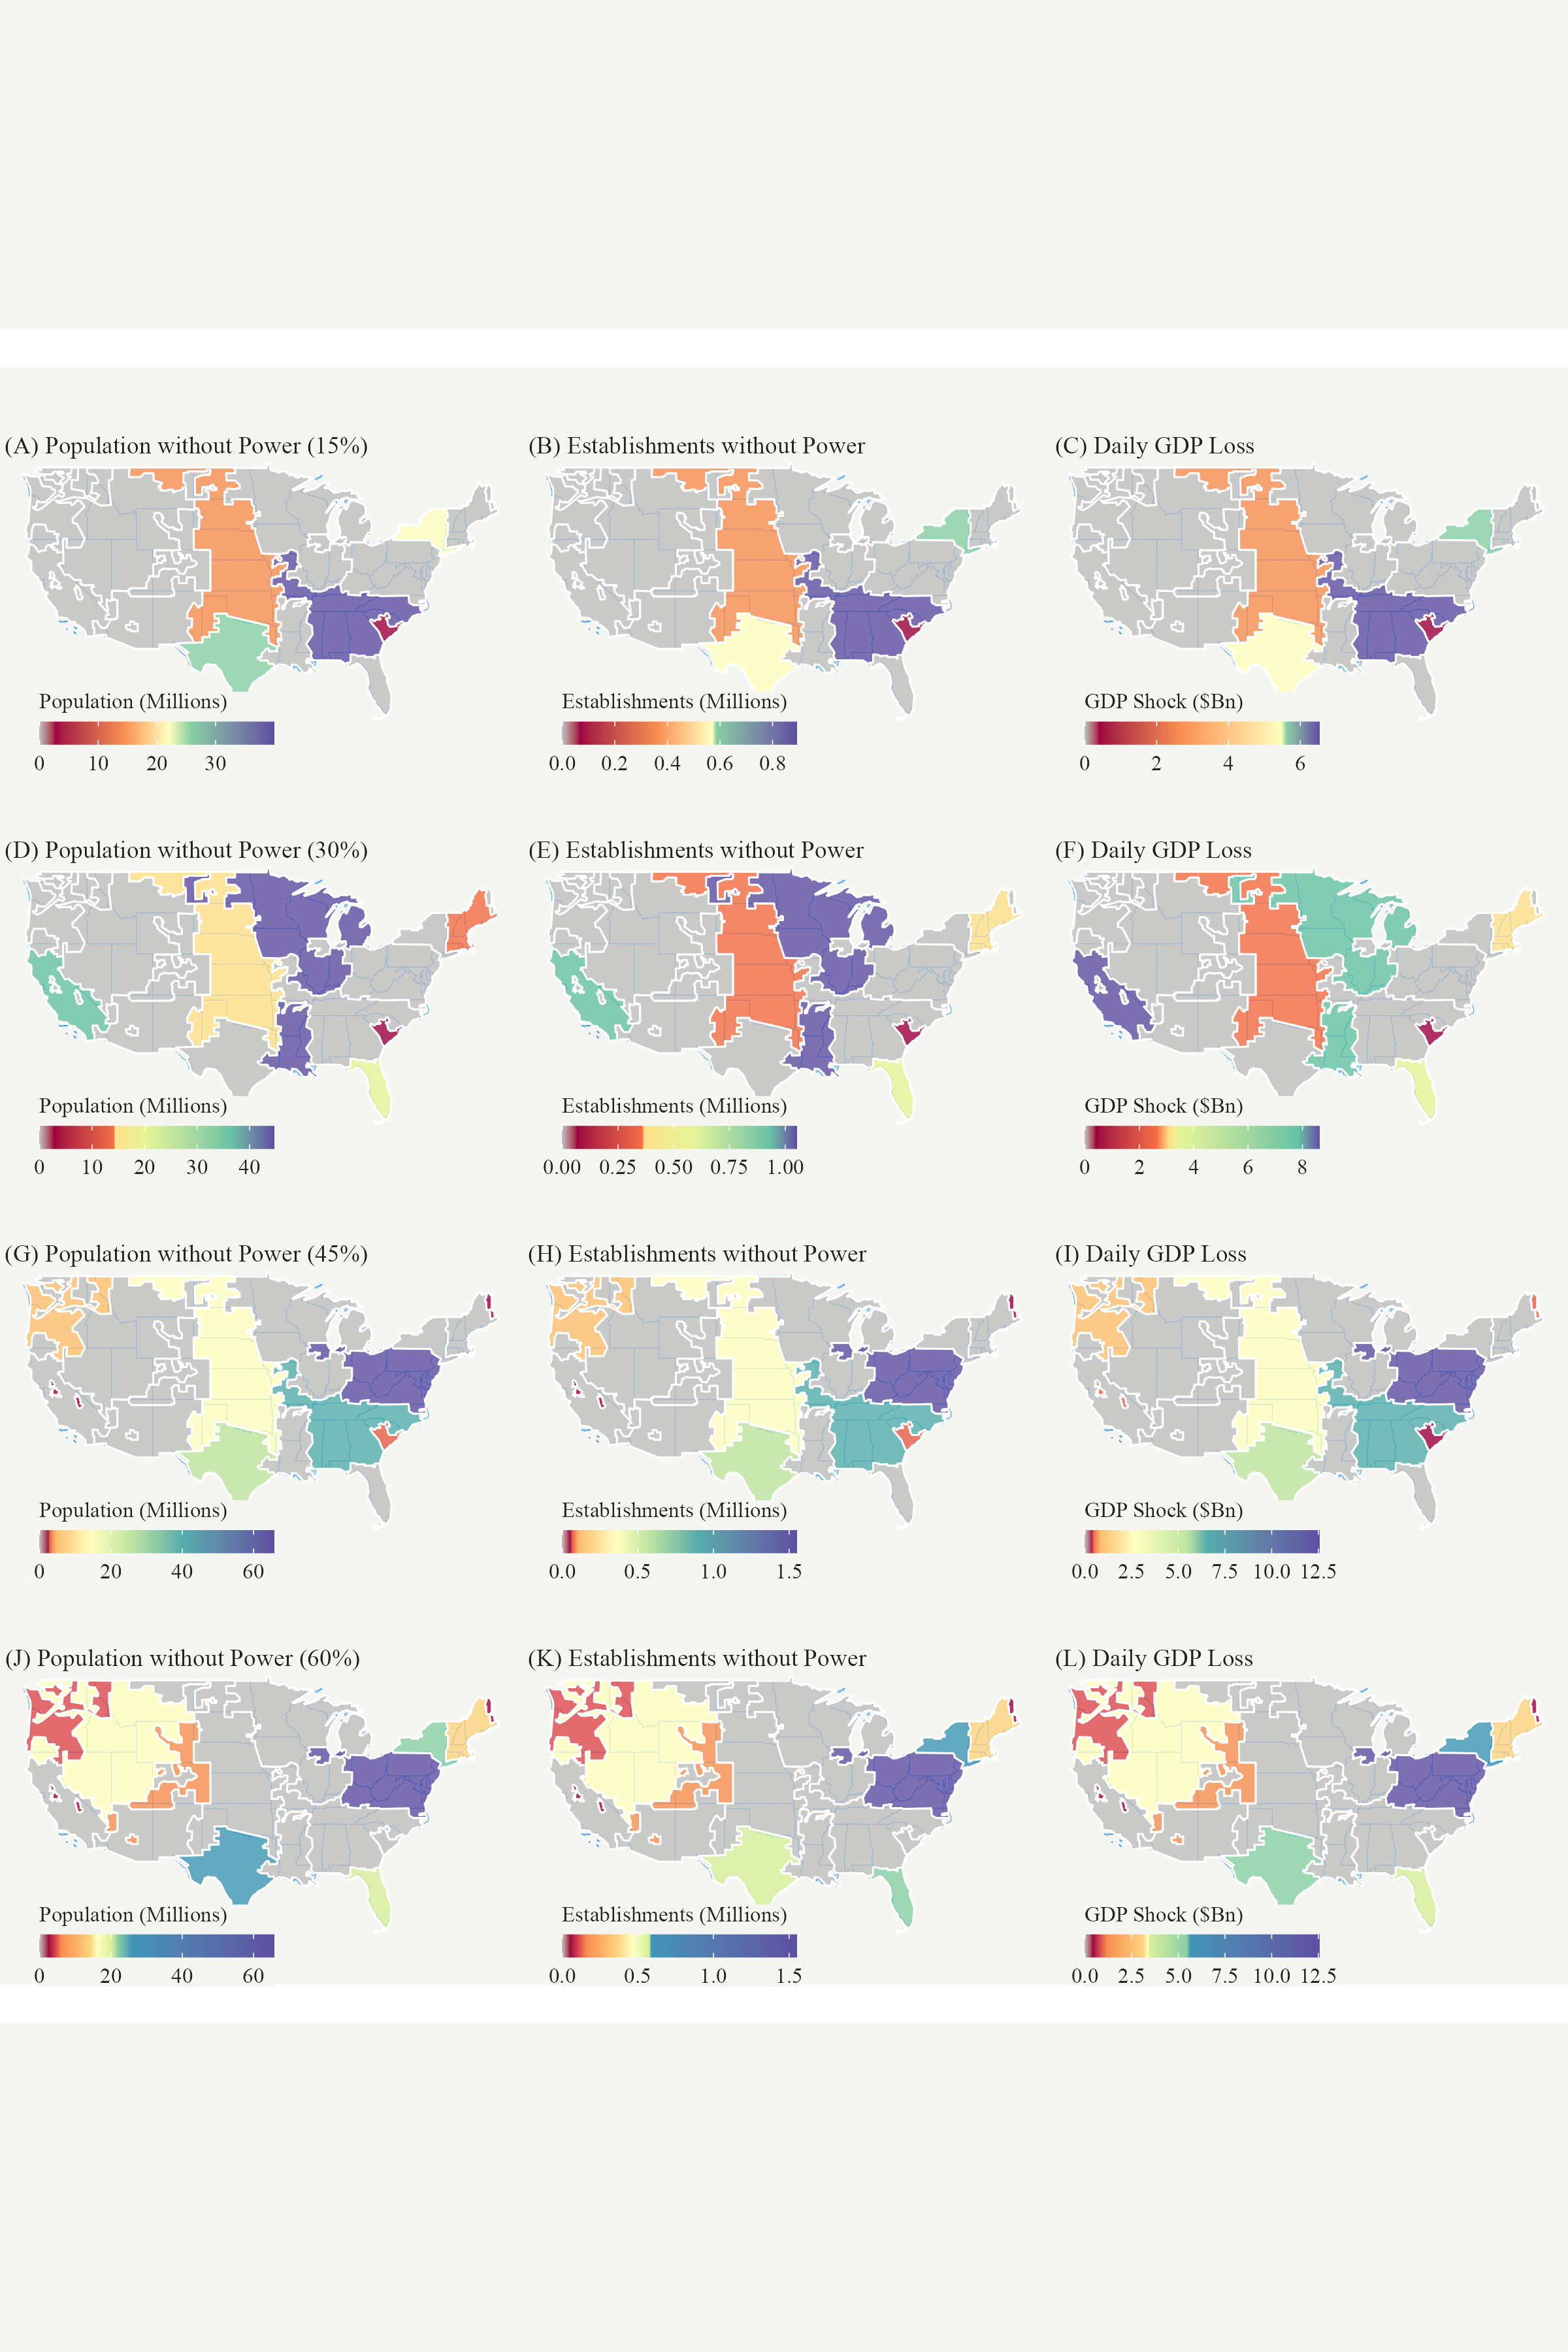 (A) Population without Power (15%)
(B) Establishments without Power
(C) Daily GDP Loss
Population (Millions)
0 10 20 30
Establishments (Millions)
0.0 0.2 0.4 0.6 0.8
GDP Shock ($Bn)
0 2 4 6
(D) Population without Power (30%)
(E) Establishments without Power
(F) Daily GDP Loss
Population (Millions)
0 10 20 30 40
Establishments (Millions)
0.00 0.25 0.50 0.75 1.00
GDP Shock ($Bn)
0 2 4 6 8
(G) Population without Power (45%)
(H) Establishments without Power
(I) Daily GDP Loss
Population (Millions)
0 20 40 60
Establishments (Millions)
0.0 0.5 1.0 1.5
GDP Shock ($Bn)
0.0 2.5 5.0 7.5 10.0 12.5
(J) Population without Power (60%)
(K) Establishments without Power
(L) Daily GDP Loss
Population (Millions)
0 20 40 60
Establishments (Millions)
0.0 0.5 1.0 1.5
GDP Shock ($Bn)
0.0 2.5 5.0 7.5 10.0 12.5